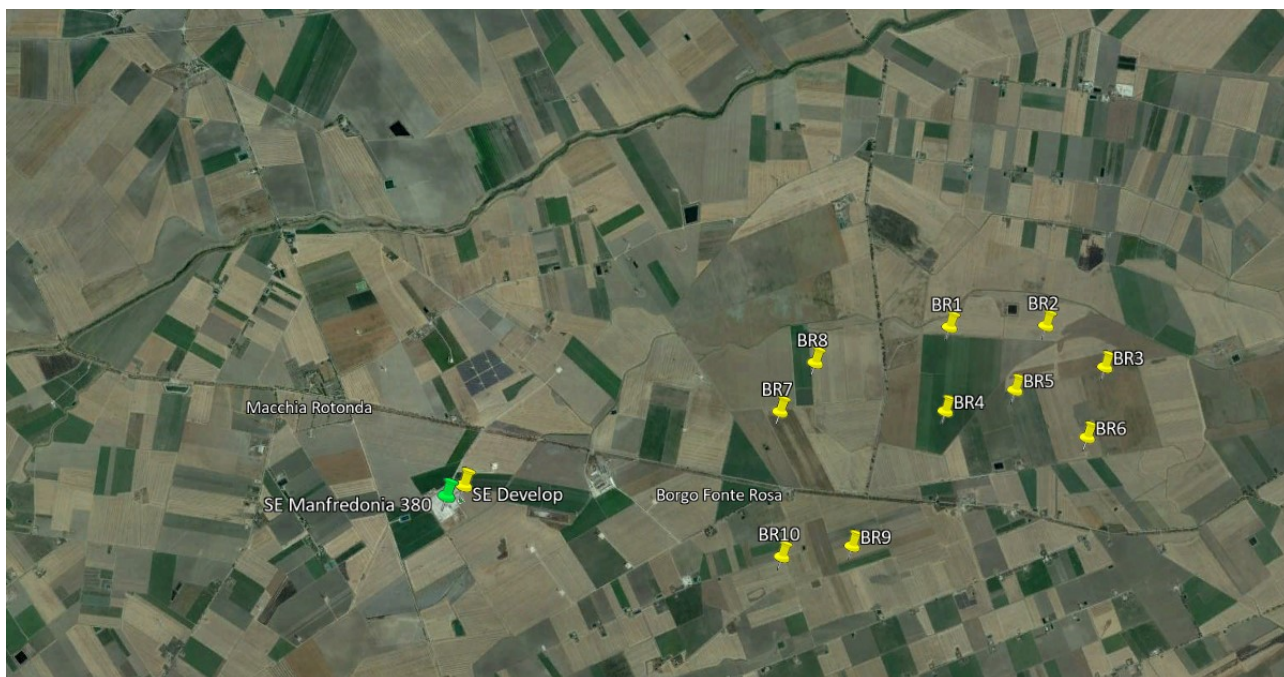 BR1
BR2
BR8
BR3
BR5
BR7
BR4
Macchia Rotonda
BR6
SE Develop
Borgo Fonte Rosa
SE Manfredonia 380
BR10
BR9